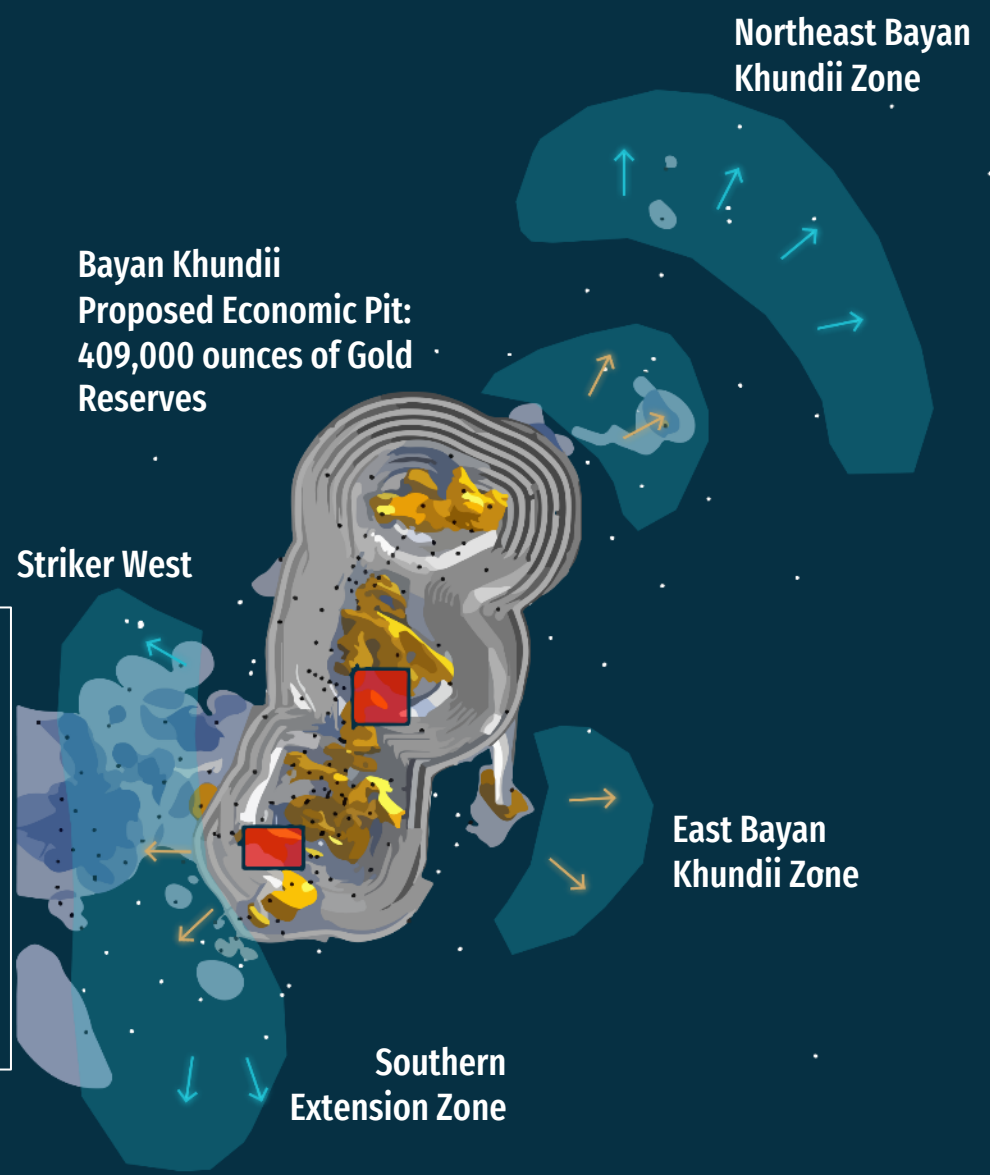 Northeast Bayan
Khundii Zone
Bayan Khundii
Proposed Economic Pit:
409,000 ounces of Gold
Reserves
Striker West
East Bayan
Khundii Zone
Southern
Extension Zone